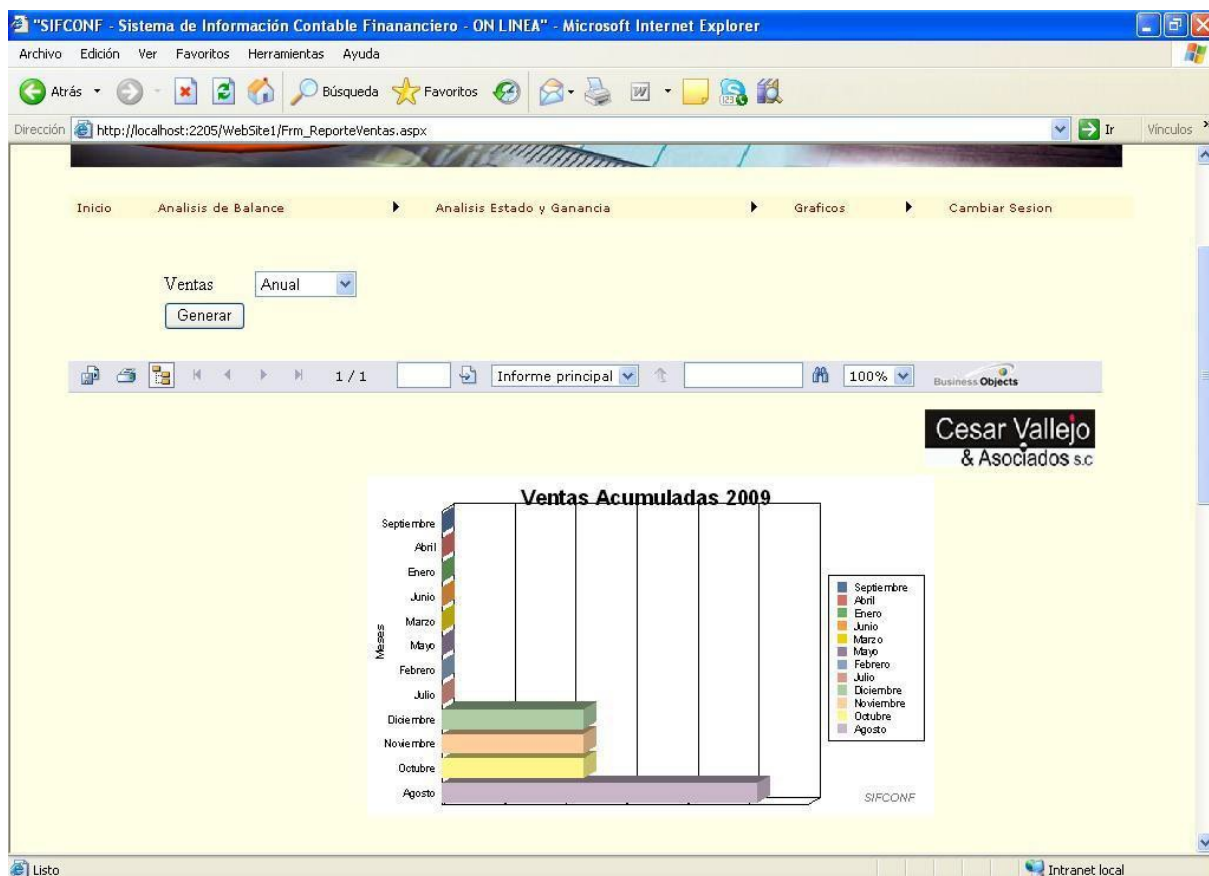 "SIFCONF - Sistema de Información Contable Finananciero - ON LINEA" - Microsoft Internet Explorer
Archivo Edición Ver Favoritos Herramientas Ayuda
Atrás Búsqueda Favoritos
Dirección http://localhost:2205/WebSite1/Frm_ReporteVentas.aspx Ir Vínculos
Inicio Analisis de Balance Analisis Estado y Ganancia Graficos Cambiar Sesion
Ventas Anual
Generar
1 / 1 Informe principal 100% Business Objects
Cesar Vallejo
& Asociados s.c
Ventas Acumuladas 2009
Meses
Septiembre
Abril
Enero
Junio
Marzo
Mayo
Febrero
Julio
Diciembre
Noviembre
Octubre
Agosto
Septiembre
Abril
Enero
Junio
Marzo
Mayo
Febrero
Julio
Diciembre
Noviembre
Octubre
Agosto
SIFCONF
Listo Intranet local